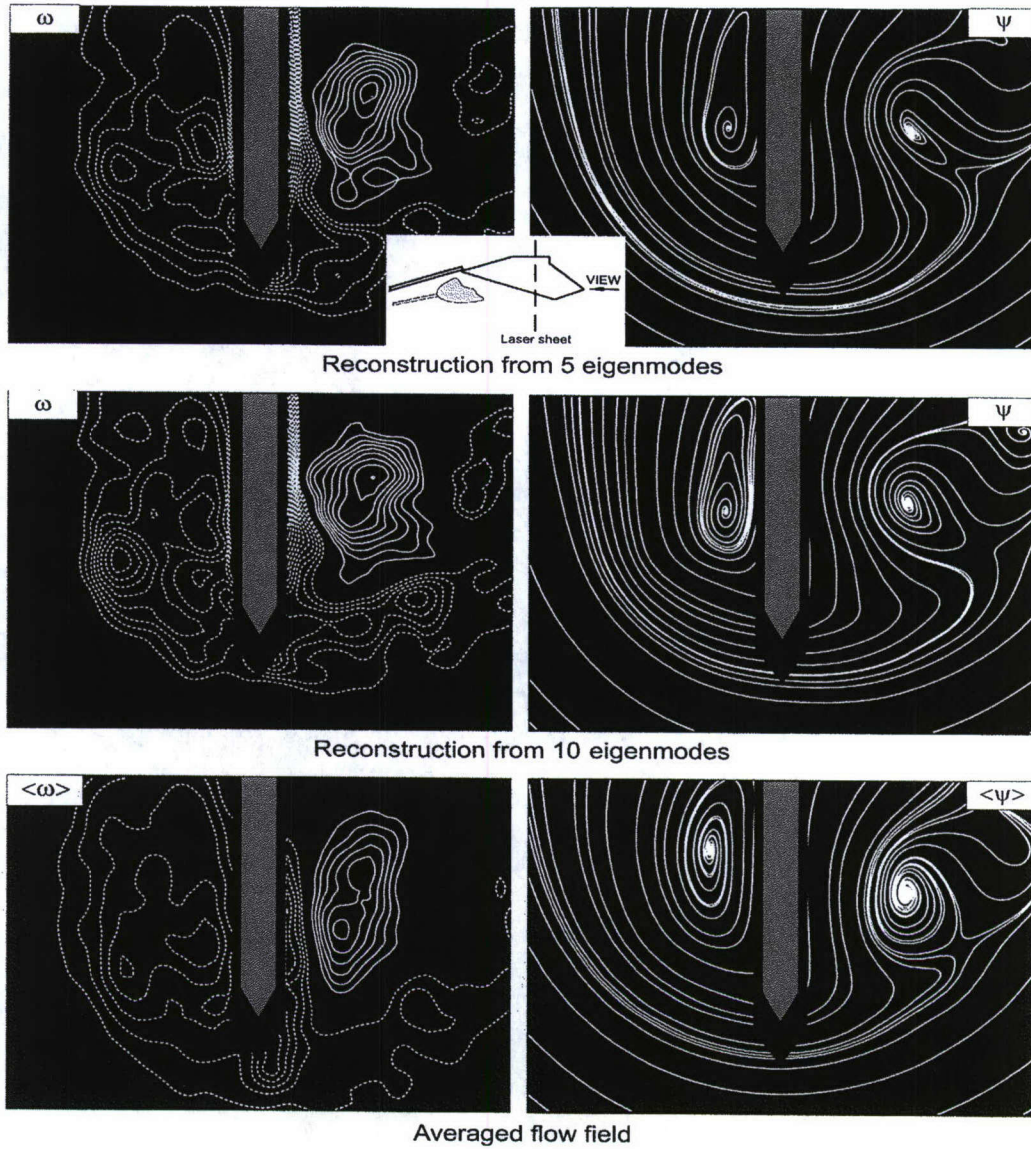 ω
ψ
VIEW
Laser sheet
Reconstruction from 5 eigenmodes
ω
ψ
Reconstruction from 10 eigenmodes
<ω>
<ψ>
Averaged flow field